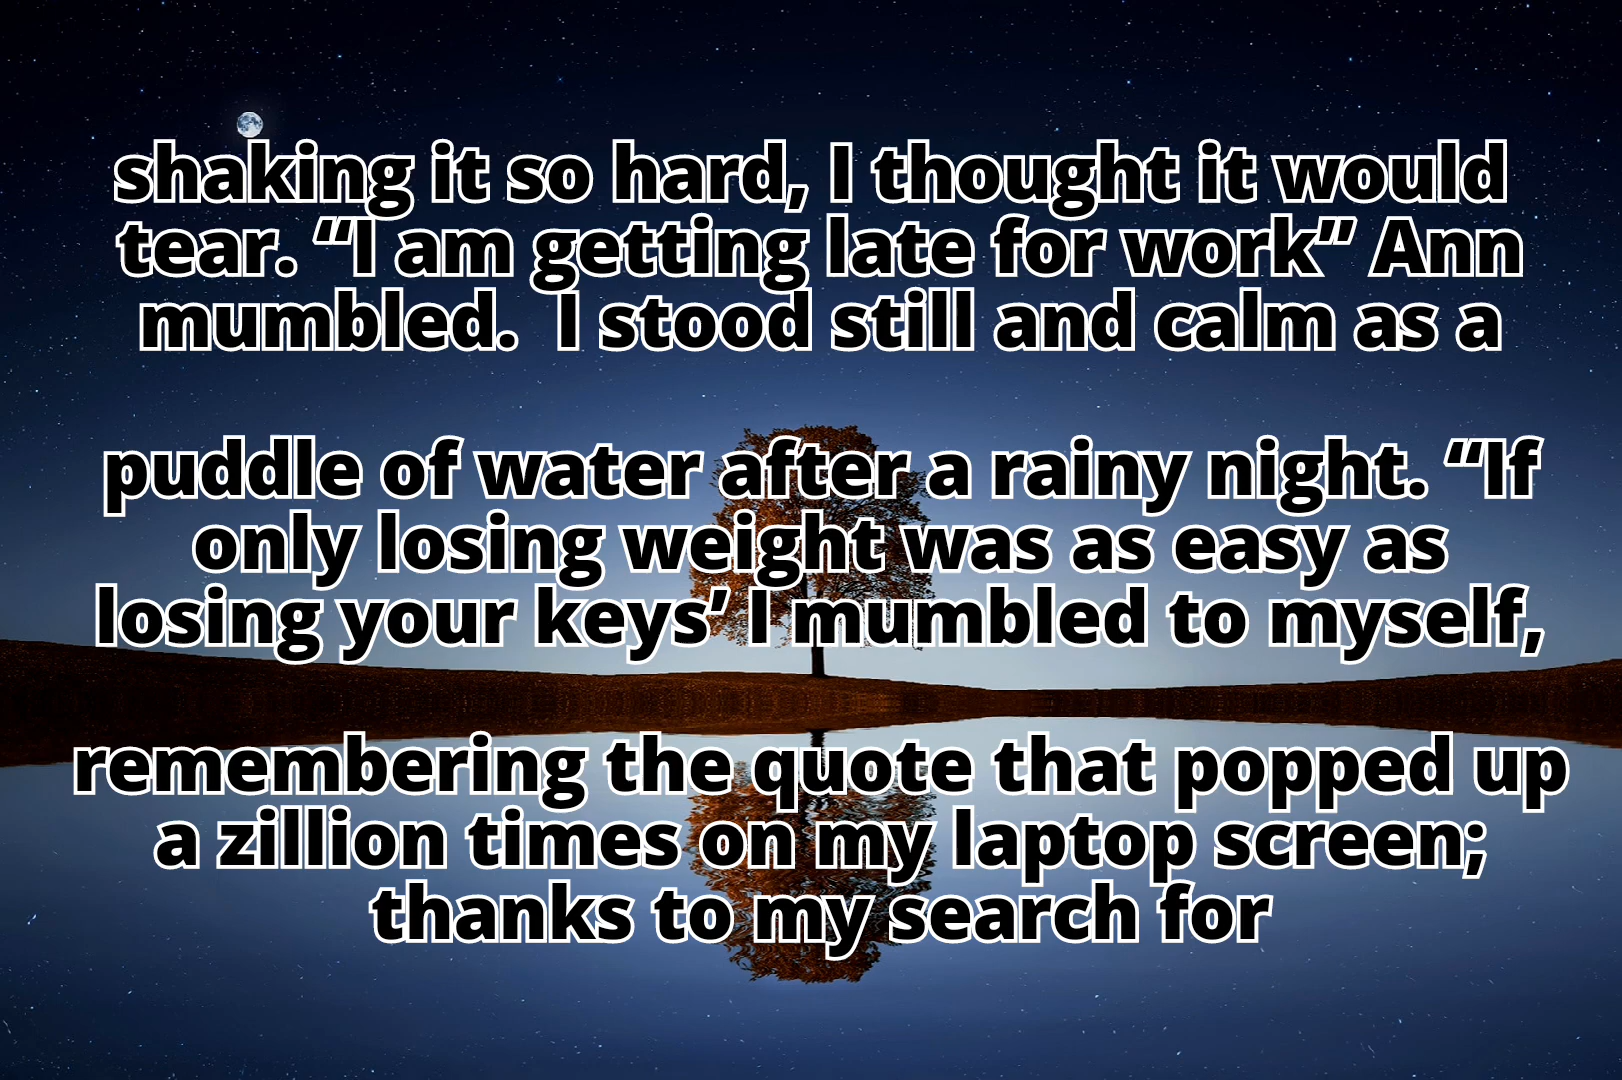 shaking it so hard, I thought it would
tear. “I am getting late for work” Ann
mumbled.  I stood still and calm as a
puddle of water after a rainy night. “If
only losing weight was as easy as
losing your keys’ I mumbled to myself,
remembering the quote that popped up
a zillion times on my laptop screen;
thanks to my search for